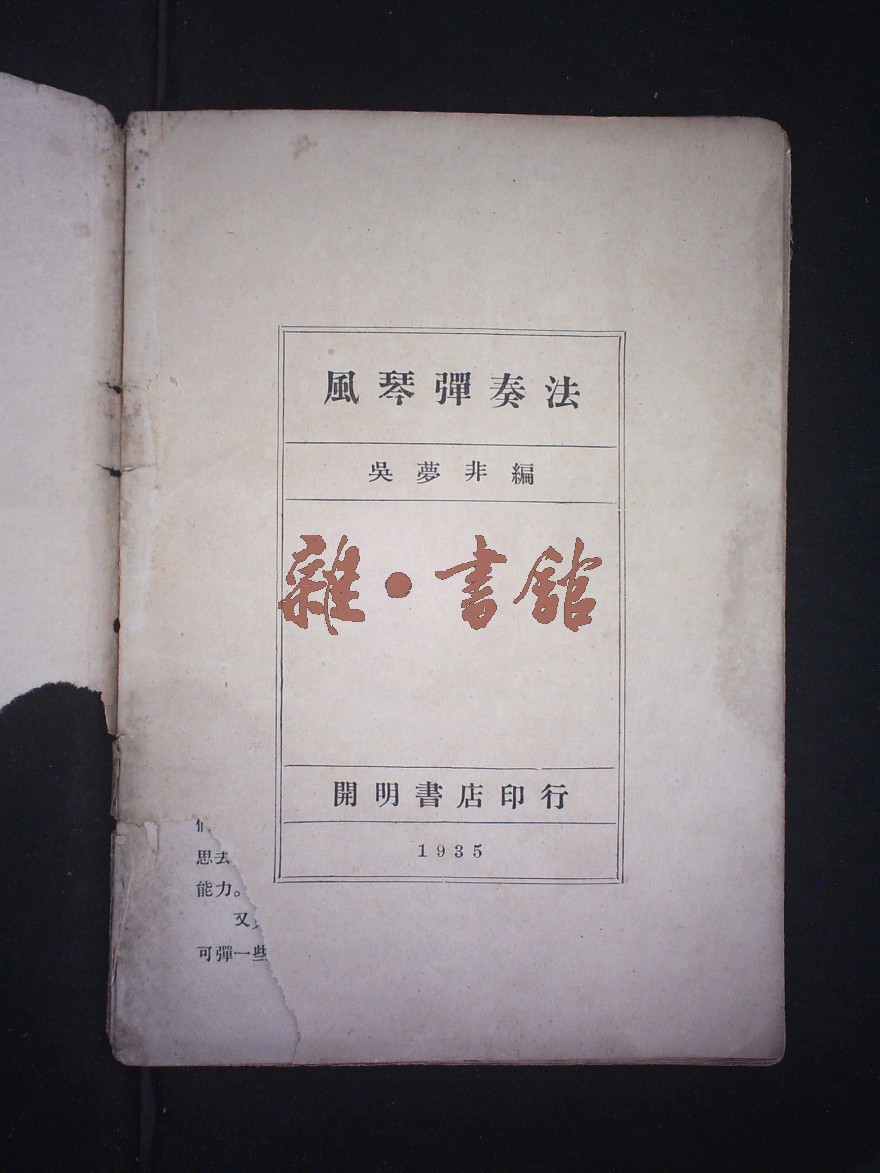 風琴彈奏法
吳夢非編
雜·書館
開明書店印行
1935
思去
能力。
又
可彈一些